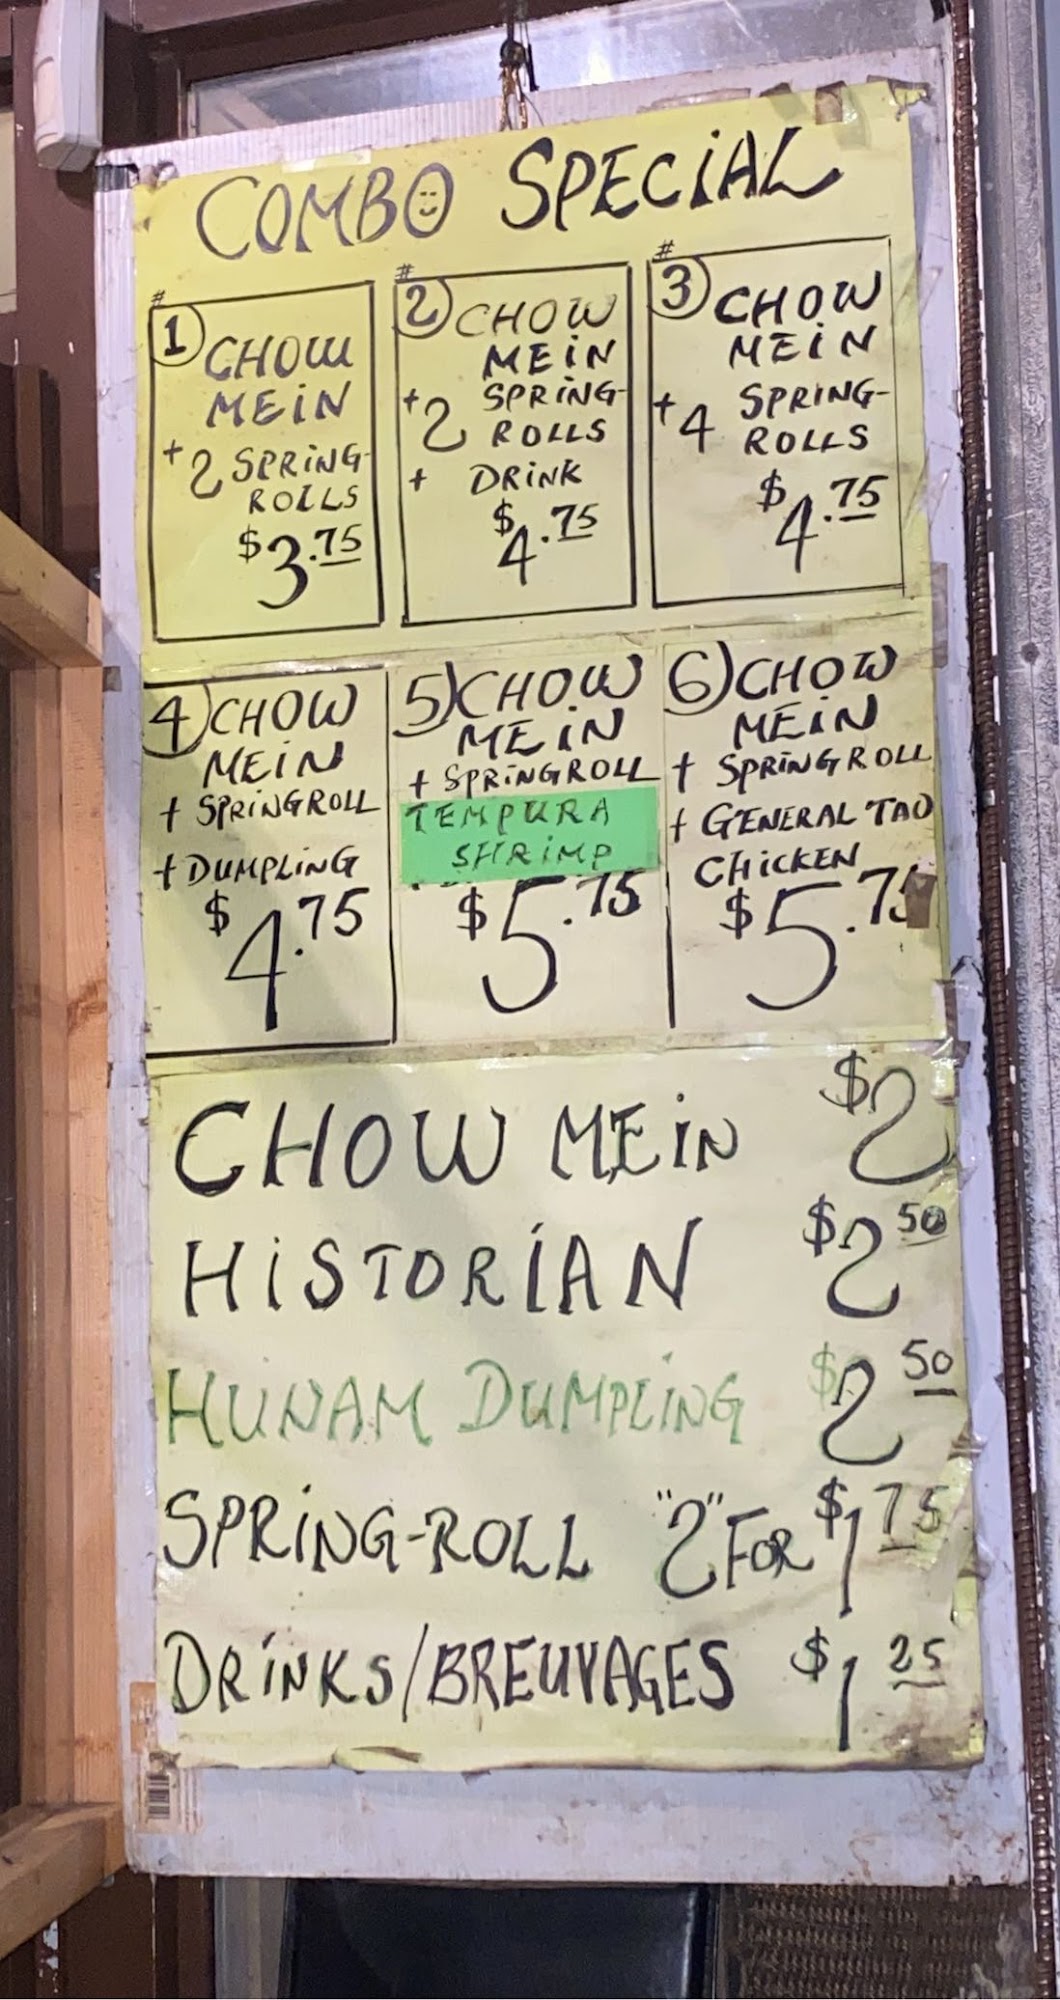 COMBO SPECIAL
# 1 CHOW
MEIN
+ 2 SPRING-
ROLLS
$3.75
# 2 CHOW
MEIN
+ 2 SPRING-
ROLLS
+ DRINK
$4.75
# 3 CHOW
MEIN
+ 4 SPRING-
ROLLS
$4.75
4) CHOW
MEIN
+ SPRINGROLL
+ DUMPLING
$4.75
5) CHOW
MEIN
+ SPRINGROLL
TEMPURA
SHRIMP
$5.75
6) CHOW
MEIN
+ SPRINGROLL
+ GENERAL TAO
CHICKEN
$5.75
CHOW MEIN $2
HISTORIAN $2 50
HUNAM DUMPLING $2 50
SPRING-ROLL "2" FOR $1 75
DRINKS/BREUVAGES $1 25